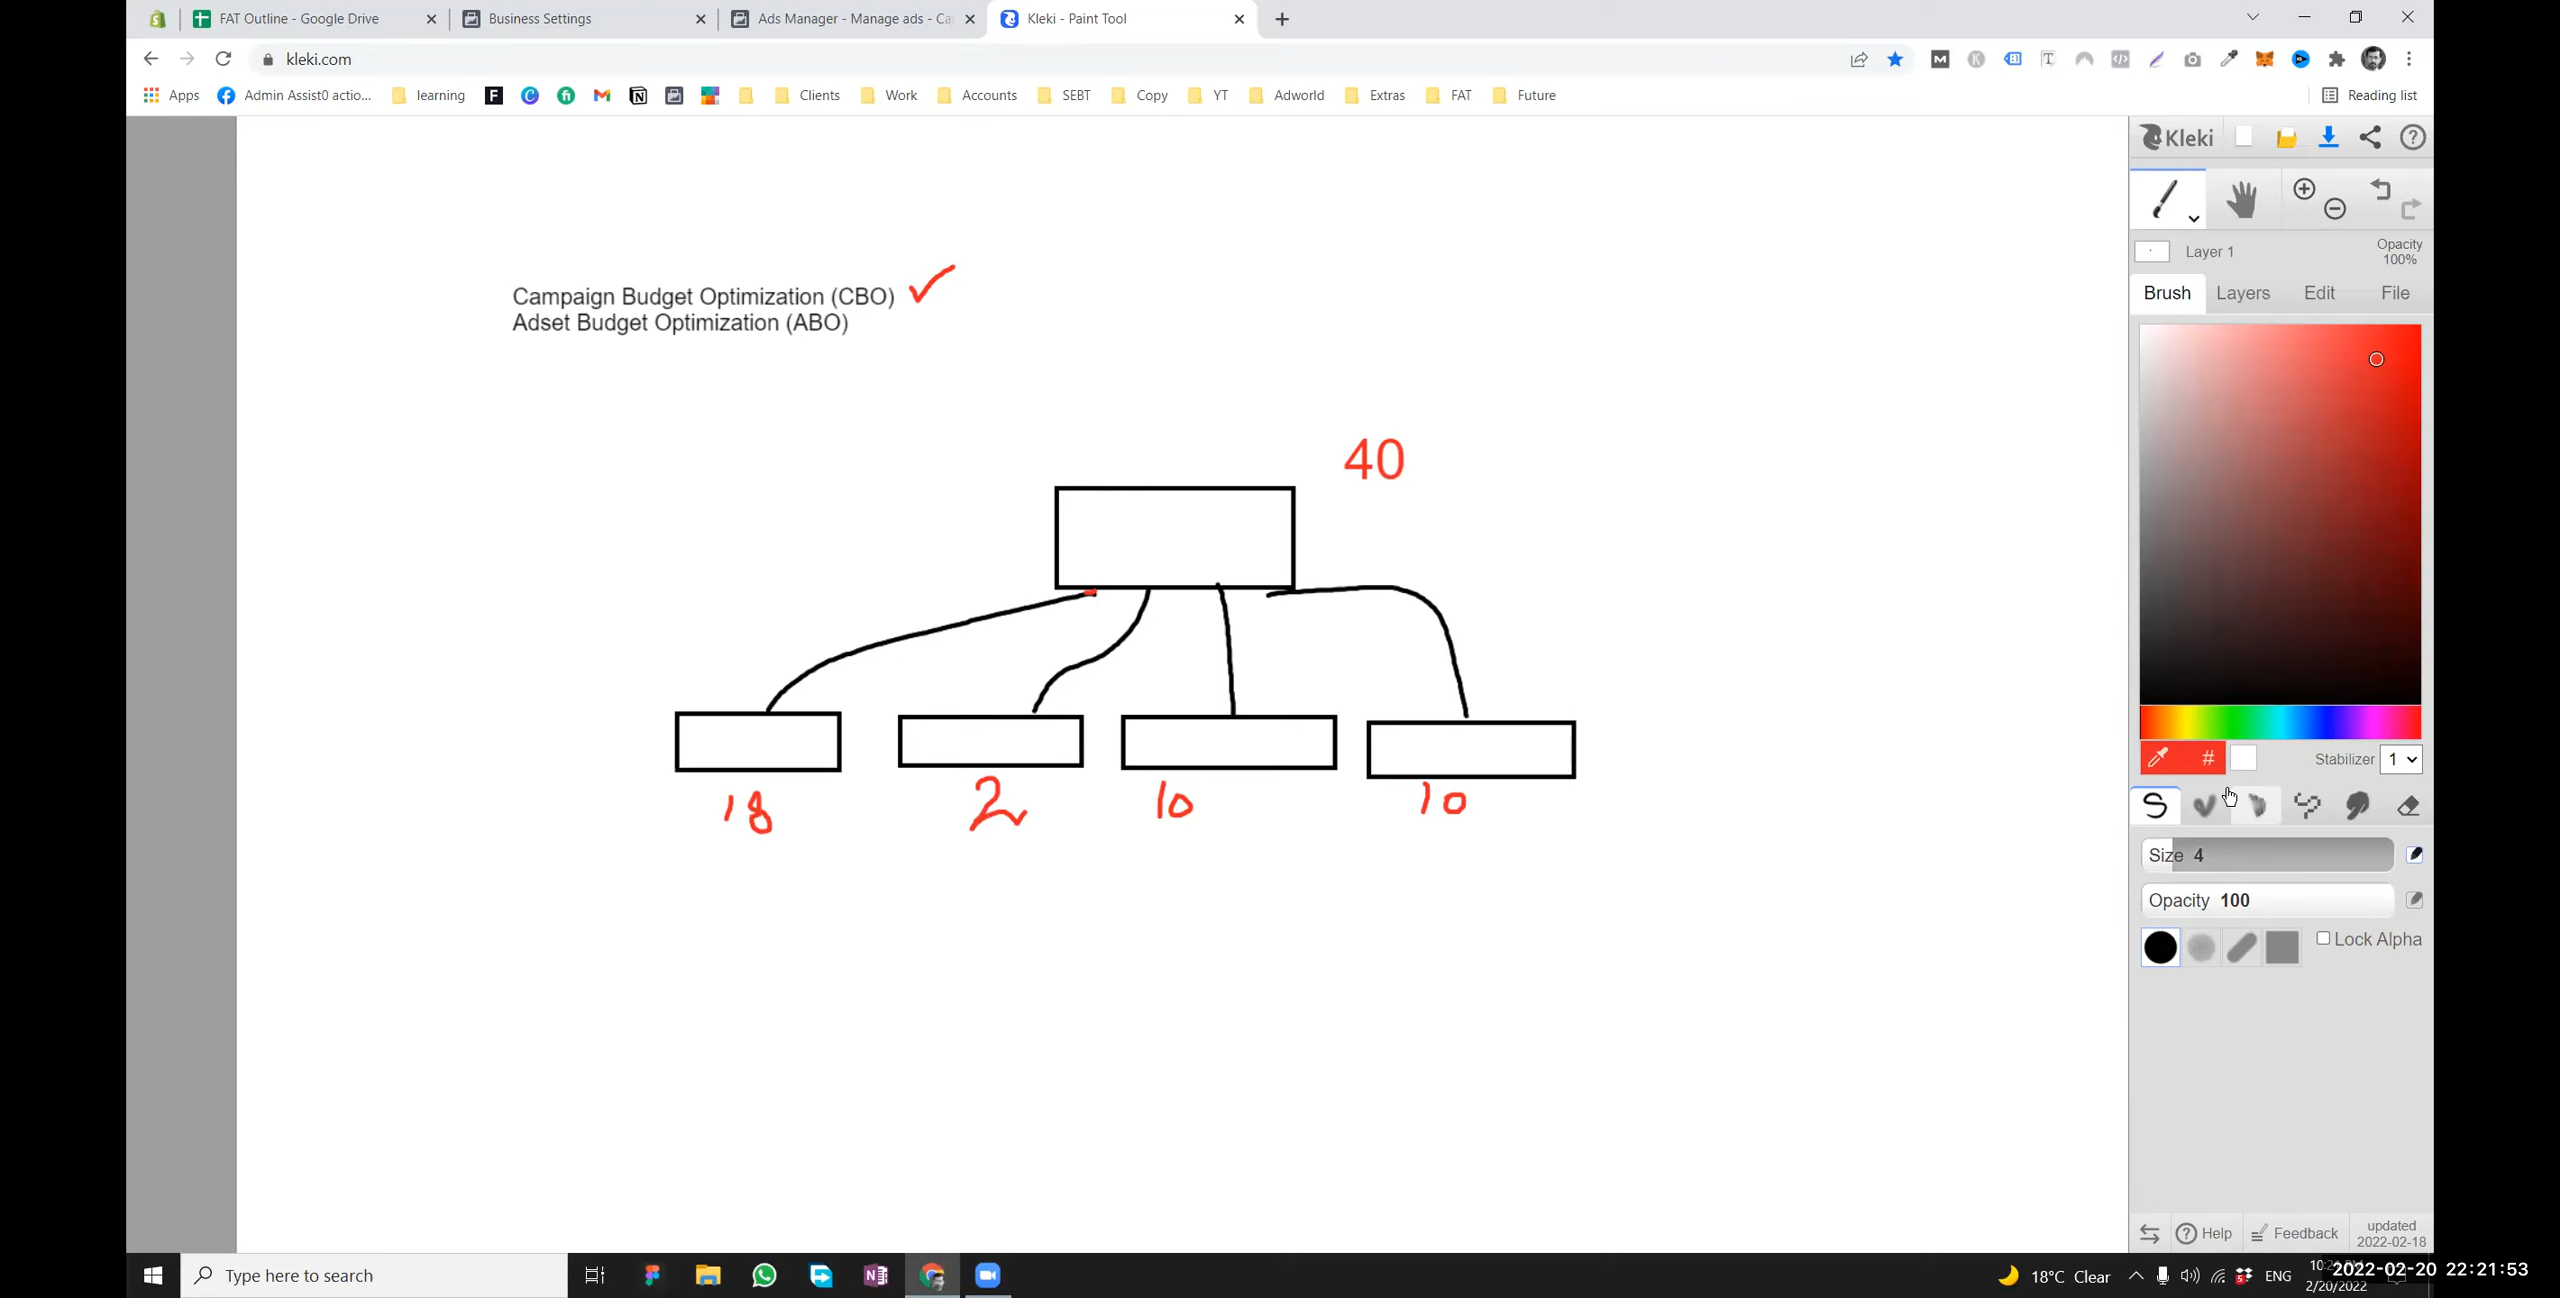 FAT Outline - Google Drive
Business Settings
Ads Manager - Manage ads - Ca
Kleki - Paint Tool
kleki.com
Apps
Admin Assist0 actio...
learning
Clients
Work
Accounts
SEBT
Copy
YT
Adworld
Extras
FAT
Future
Reading list
Kleki
Layer 1
Opacity
100%
Brush
Layers
Edit
File
Campaign Budget Optimization (CBO)
Adset Budget Optimization (ABO)
40
18
2
10
10
Stabilizer 1
Size 4
Opacity 100
Lock Alpha
Help
Feedback
updated
2022-02-18
Type here to search
18°C Clear
ENG
2/20/2022
2022-02-20 22:21:53